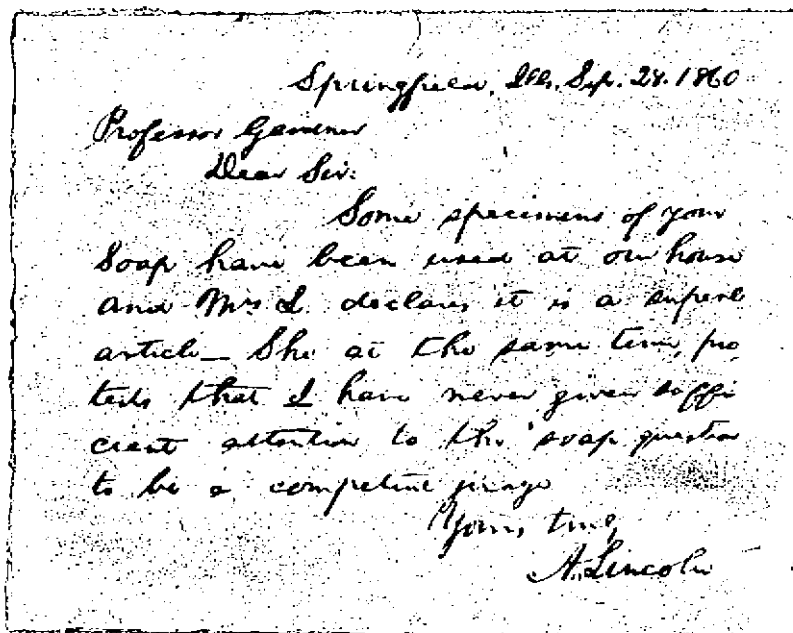 Springfield, Ills, Sep. 28. 1860
Professor Gardner
Dear Sir:
Some specimens of your
Soap have been used at our house
and Mrs L. declares it is a superb
article— She at the same time, pro
tests that I have never given suffi
cient attention to the "soap question"
to be a competent judge
Yours truly
A. Lincoln